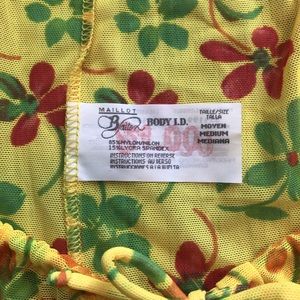 MAILLOT
Baltex BODY I.D.
TAILLE/SIZE
TALLA
MOYEN
MEDIUM
MEDIANA
85% NYLON/NILON
15% LYCRA SPANDEX
INSTRUCTIONS ON REVERSE
INSTRUCTIONS AU VERSO